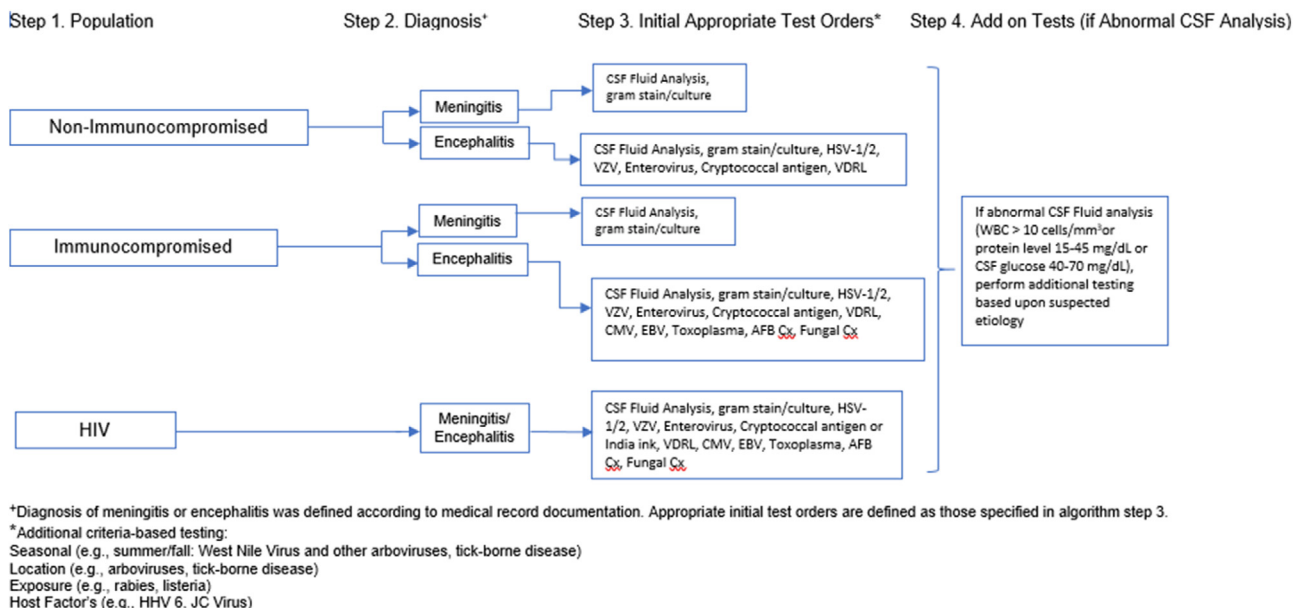 Step 1. Population
Step 2. Diagnosis⁺
Step 3. Initial Appropriate Test Orders*
Step 4. Add on Tests (if Abnormal CSF Analysis)
Non-Immunocompromised
Meningitis
CSF Fluid Analysis,
gram stain/culture
Encephalitis
CSF Fluid Analysis, gram stain/culture, HSV-1/2,
VZV, Enterovirus, Cryptococcal antigen, VDRL
Immunocompromised
Meningitis
CSF Fluid Analysis,
gram stain/culture
Encephalitis
CSF Fluid Analysis, gram stain/culture, HSV-1/2,
VZV, Enterovirus, Cryptococcal antigen, VDRL,
CMV, EBV, Toxoplasma, AFB Cx, Fungal Cx
HIV
Meningitis/
Encephalitis
CSF Fluid Analysis, gram stain/culture, HSV-
1/2, VZV, Enterovirus, Cryptococcal antigen or
India ink, VDRL, CMV, EBV, Toxoplasma, AFB
Cx, Fungal Cx
If abnormal CSF Fluid analysis
(WBC > 10 cells/mm³or
protein level 15-45 mg/dL or
CSF glucose 40-70 mg/dL),
perform additional testing
based upon suspected
etiology
⁺Diagnosis of meningitis or encephalitis was defined according to medical record documentation. Appropriate initial test orders are defined as those specified in algorithm step 3.
*Additional criteria-based testing:
Seasonal (e.g., summer/fall: West Nile Virus and other arboviruses, tick-borne disease)
Location (e.g., arboviruses, tick-borne disease)
Exposure (e.g., rabies, listeria)
Host Factor's (e.g., HHV 6, JC Virus)